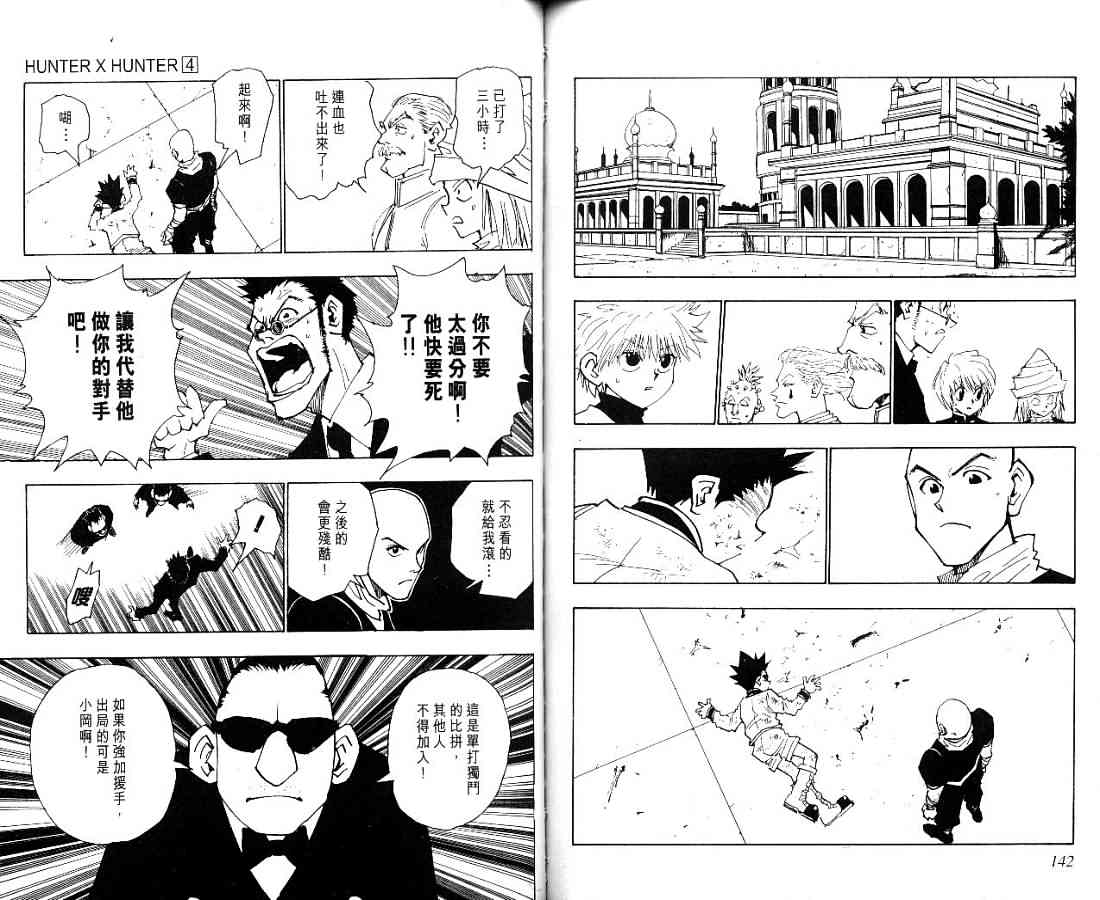 142
HUNTER X HUNTER 4
已打了
三小時…
連血也
吐不出來了！
起來啊！
嗍…
你不要
太過分啊！
他快要死
了!!
讓我代替他
做你的對手
吧！
不忍看的
就給我滾…
之後的
會更殘酷！
！
嗖
這是單打獨鬥
的比拼，
其他人
不得加入！
如果你強加援手，
出局的可是
小岡啊！